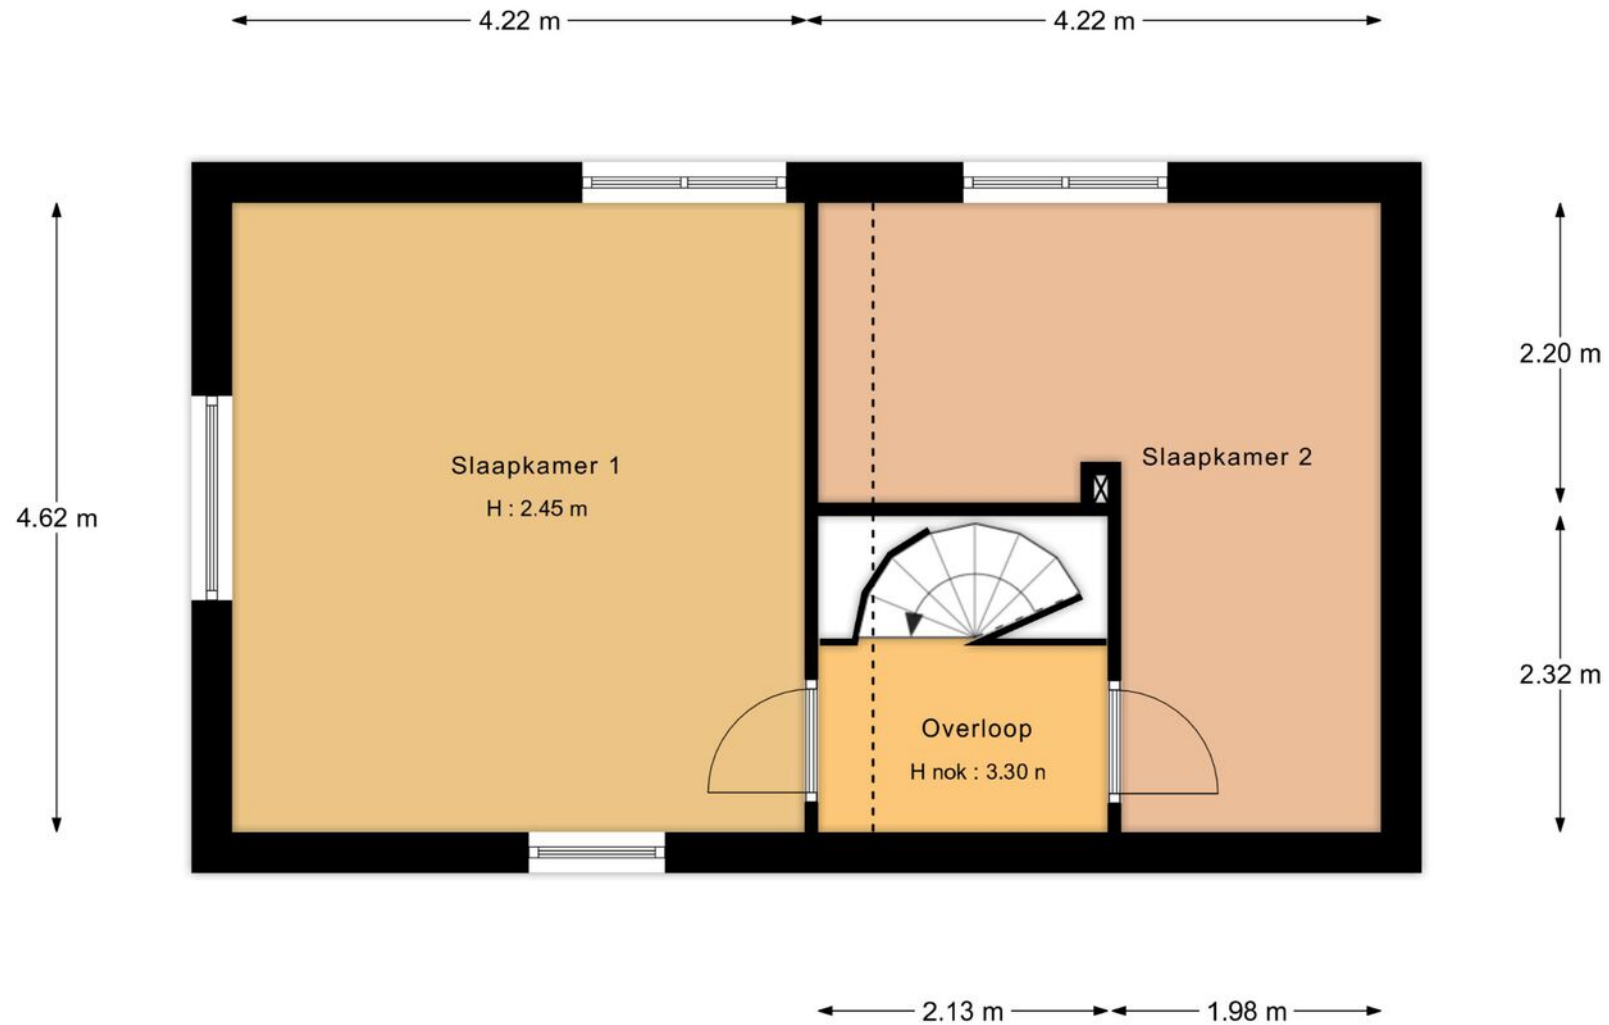 4.22 m
4.22 m
2.20 m
Slaapkamer 1
Slaapkamer 2
H : 2.45 m
4.62 m
2.32 m
Overloop
H nok : 3.30 n
2.13 m
1.98 m